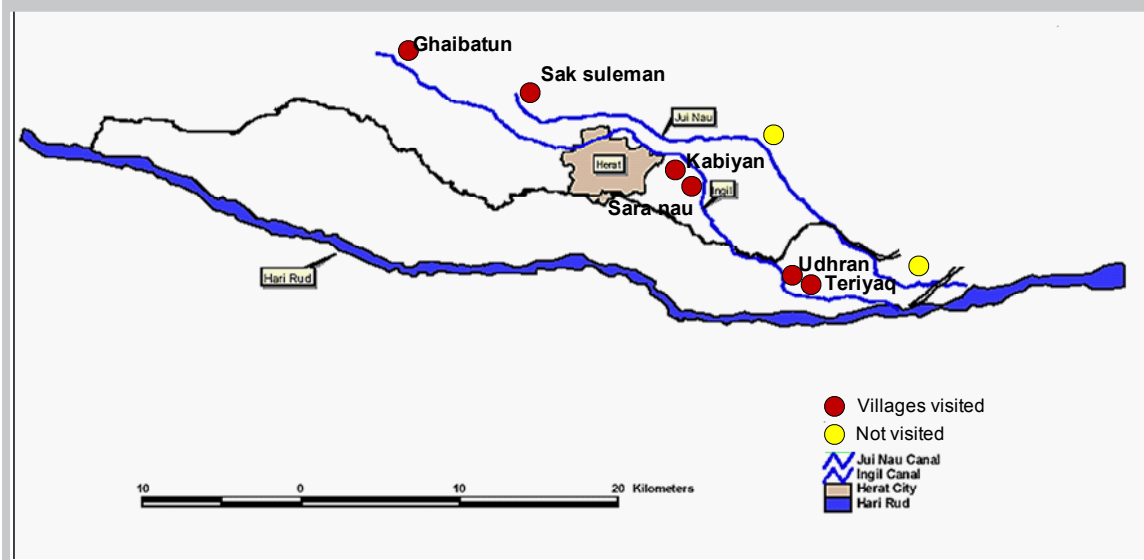 Ghaibatun
Sak suleman
Jui Nau
Herat
Kabiyan
Ingil
Sara nau
Udhran
Teriyaq
Hari Rud
Villages visited
Not visited
Jui Nau Canal
Ingil Canal
Herat City
Hari Rud
10 0 10 20 Kilometers